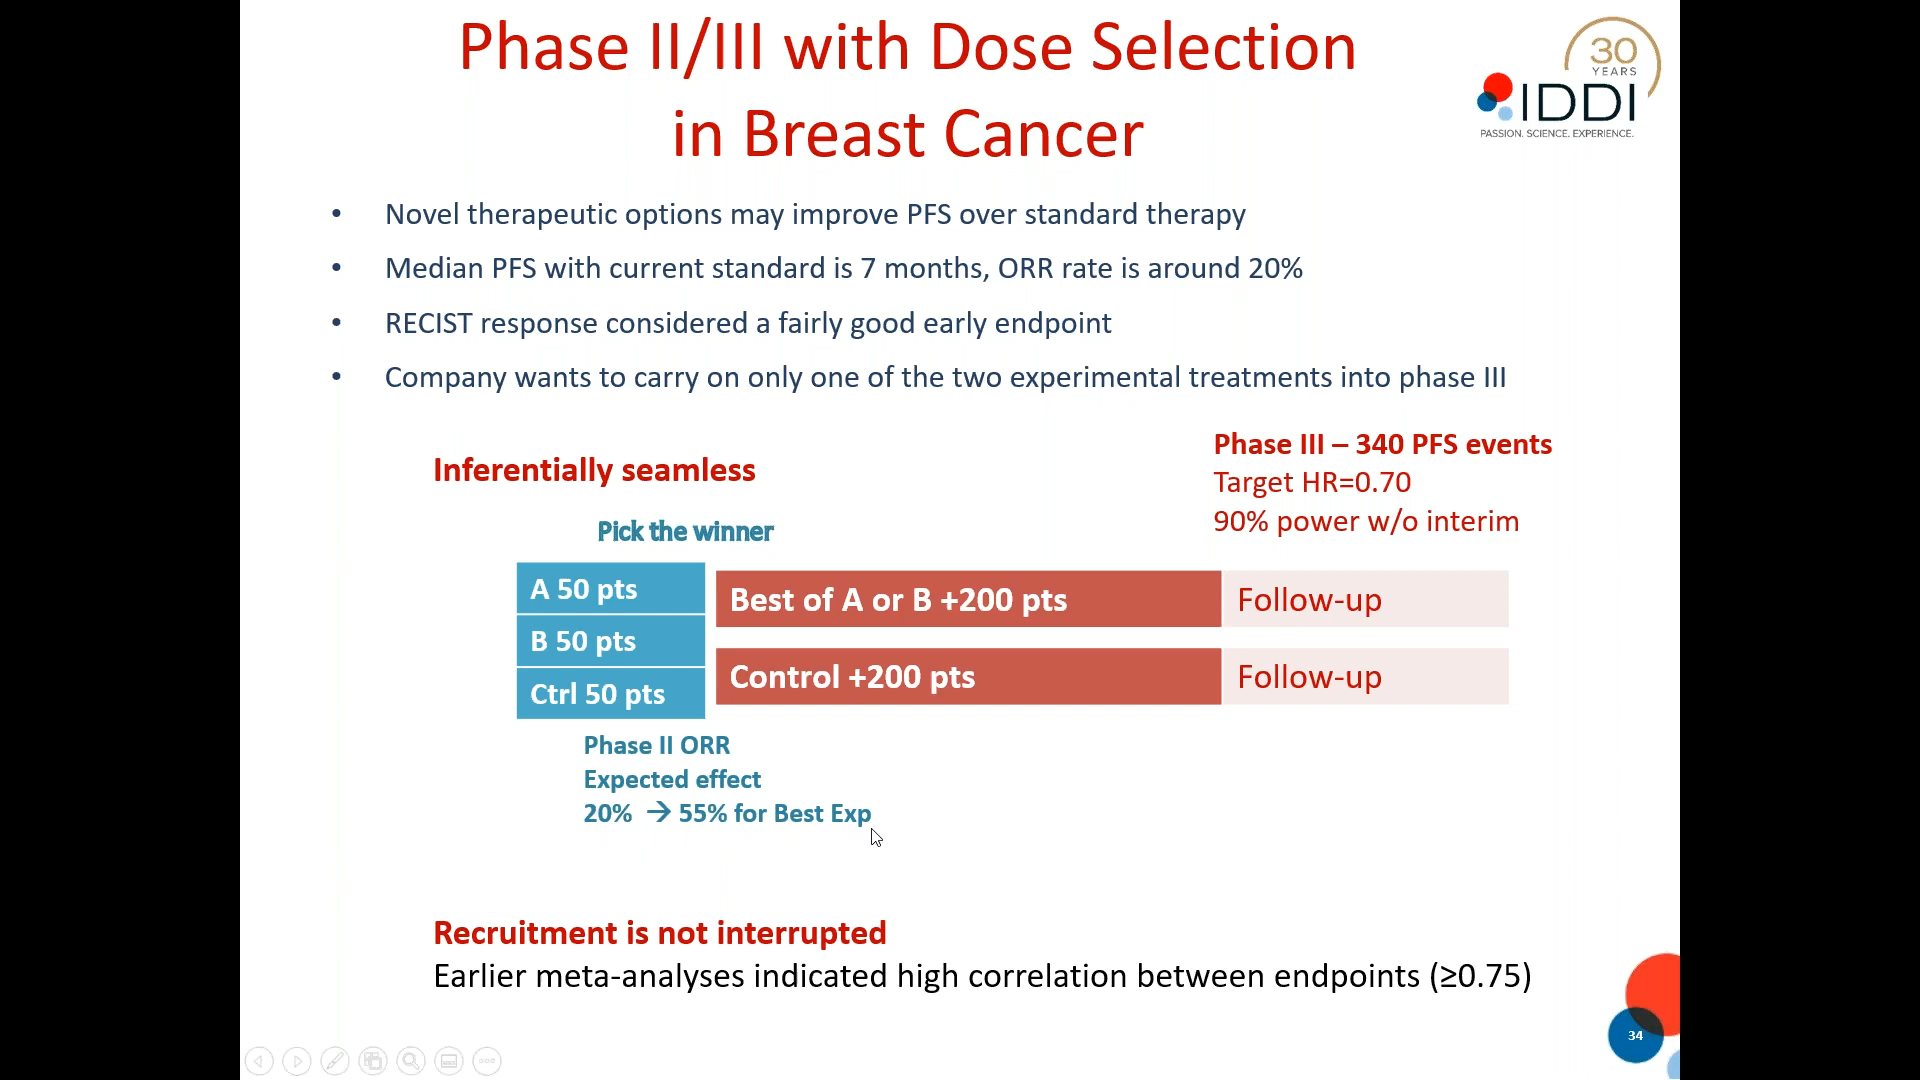 Phase II/III with Dose Selection
in Breast Cancer
30
YEARS
IDDI
PASSION. SCIENCE. EXPERIENCE.
• Novel therapeutic options may improve PFS over standard therapy
• Median PFS with current standard is 7 months, ORR rate is around 20%
• RECIST response considered a fairly good early endpoint
• Company wants to carry on only one of the two experimental treatments into phase III
Phase III – 340 PFS events
Target HR=0.70
90% power w/o interim
Inferentially seamless
Pick the winner
A 50 pts
B 50 pts
Ctrl 50 pts
Best of A or B +200 pts
Follow-up
Control +200 pts
Follow-up
Phase II ORR
Expected effect
20% → 55% for Best Exp
Recruitment is not interrupted
Earlier meta-analyses indicated high correlation between endpoints (≥0.75)
34